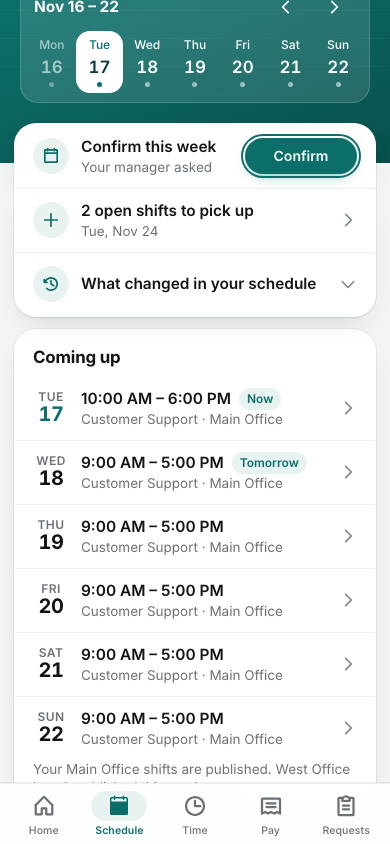 Nov 16 – 22
Mon Tue Wed Thu Fri Sat Sun
16 17 18 19 20 21 22
Confirm this week
Your manager asked
Confirm
2 open shifts to pick up
Tue, Nov 24
What changed in your schedule
Coming up
TUE
17
10:00 AM – 6:00 PM Now
Customer Support · Main Office
WED
18
9:00 AM – 5:00 PM Tomorrow
Customer Support · Main Office
THU
19
9:00 AM – 5:00 PM
Customer Support · Main Office
FRI
20
9:00 AM – 5:00 PM
Customer Support · Main Office
SAT
21
9:00 AM – 5:00 PM
Customer Support · Main Office
SUN
22
9:00 AM – 5:00 PM
Customer Support · Main Office
Your Main Office shifts are published. West Office
Home Schedule Time Pay Requests